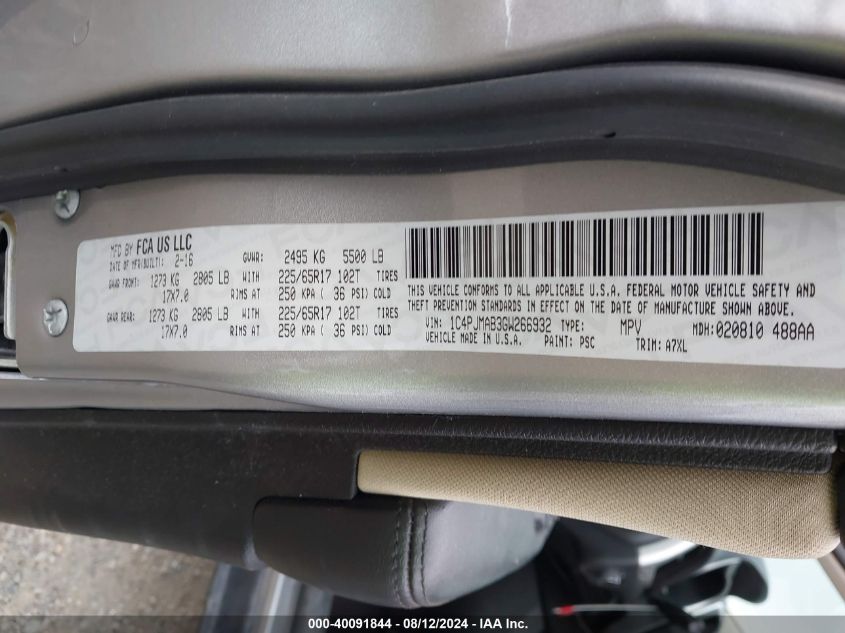 MFD BY FCA US LLC
DATE OF MFR(BUILT): 2-16 GVWR: 2495 KG 5500 LB
GAWR FRONT: 1273 KG 2805 LB WITH 225/65R17 102T TIRES
17X7.0 RIMS AT 250 KPA ( 36 PSI) COLD
GAWR REAR: 1273 KG 2805 LB WITH 225/65R17 102T TIRES
17X7.0 RIMS AT 250 KPA ( 36 PSI) COLD
THIS VEHICLE CONFORMS TO ALL APPLICABLE U.S.A. FEDERAL MOTOR VEHICLE SAFETY AND
THEFT PREVENTION STANDARDS IN EFFECT ON THE DATE OF MANUFACTURE SHOWN ABOVE.
VIN: 1C4PJMAB3GW266932 TYPE: MPV MDH: 020810 488AA
VEHICLE MADE IN U.S.A. PAINT: PSC TRIM: A7XL
000-40091844 - 08/12/2024 - IAA Inc.